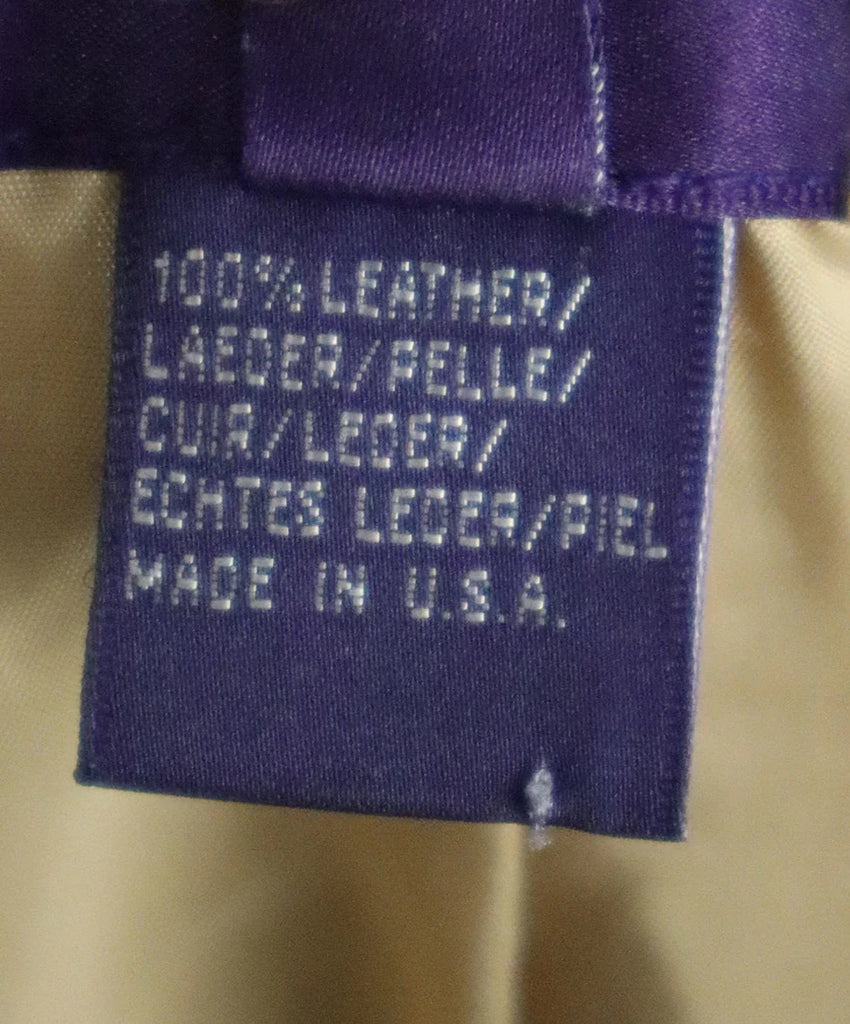 100% LEATHER/
LAEDER/PELLE/
CUIR/LEDER/
ECHTES LEDER/PIEL
MADE IN U.S.A.